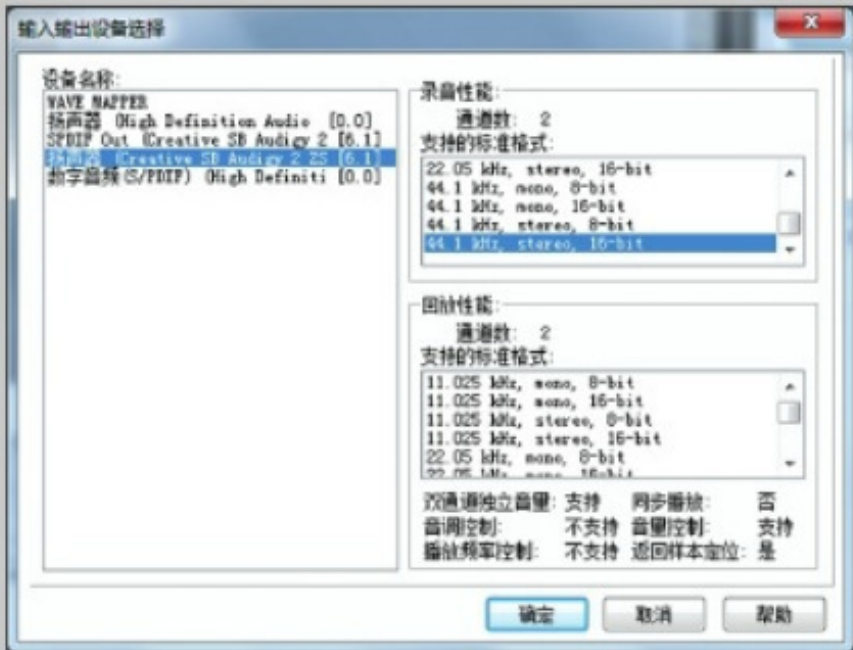 输入输出设备选择
设备名称:
WAVE MAPPER
扬声器 (High Definition Audio [0.0]
SPDIF Out (Creative SB Audigy 2 [6.1]
扬声器 (Creative SB Audigy 2 ZS [6.1]
数字音频(S/PDIF) (High Definiti [0.0]
录音性能:
通道数: 2
支持的标准格式:
22.05 kHz, stereo, 16-bit
44.1 kHz, mono, 8-bit
44.1 kHz, mono, 16-bit
44.1 kHz, stereo, 8-bit
44.1 kHz, stereo, 16-bit
回放性能:
通道数: 2
支持的标准格式:
11.025 kHz, mono, 8-bit
11.025 kHz, mono, 16-bit
11.025 kHz, stereo, 8-bit
11.025 kHz, stereo, 16-bit
22.05 kHz, mono, 8-bit
22.05 kHz, mono, 16-bit
双通道独立音量: 支持 同步播放: 否
音调控制: 不支持 音量控制: 支持
播放频率控制: 不支持 返回样本定位: 是
确定 取消 帮助